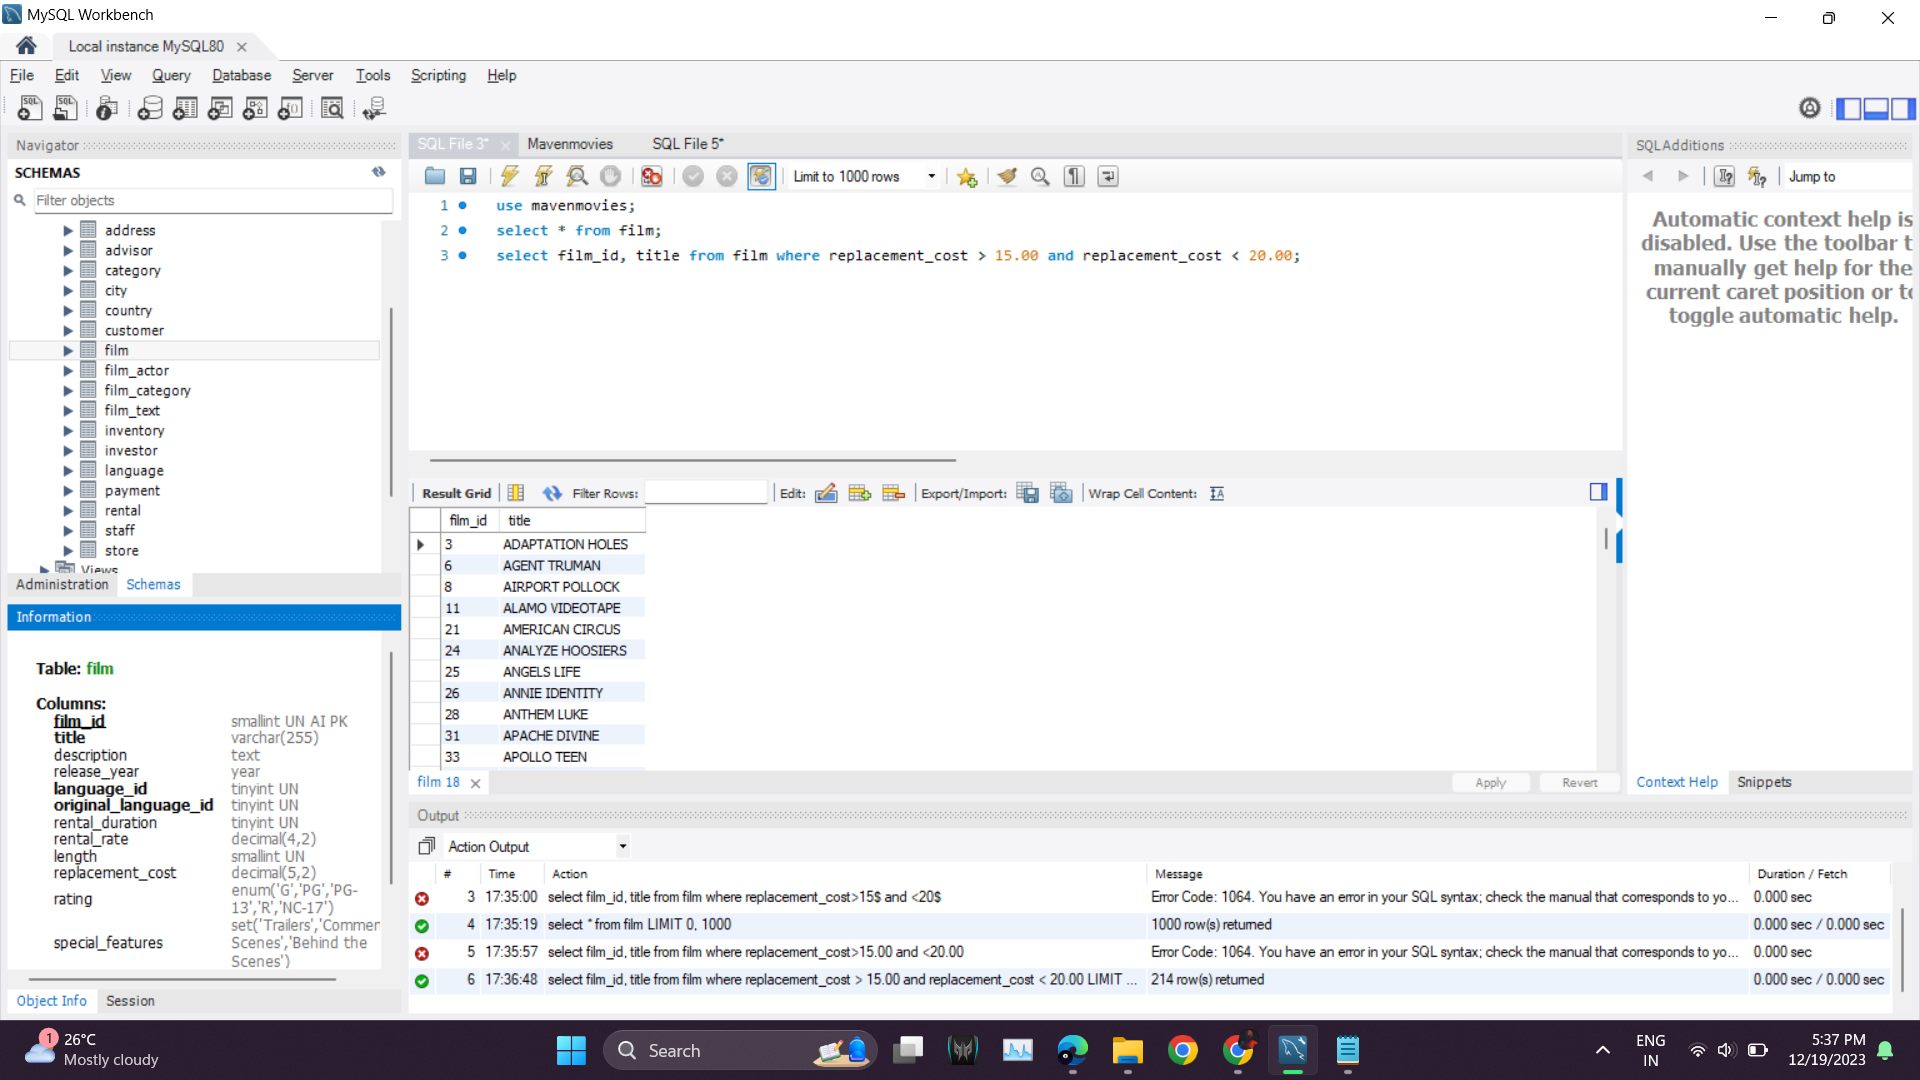 MySQL Workbench
Local instance MySQL80
File Edit View Query Database Server Tools Scripting Help
Navigator
SCHEMAS
Filter objects
address
advisor
category
city
country
customer
film
film_actor
film_category
film_text
inventory
investor
language
payment
rental
staff
store
Views
Administration Schemas
Information
Table: film
Columns:
film_id smallint UN AI PK
title varchar(255)
description text
release_year year
language_id tinyint UN
original_language_id tinyint UN
rental_duration tinyint UN
rental_rate decimal(4,2)
length smallint UN
replacement_cost decimal(5,2)
rating enum('G','PG','PG-
13','R','NC-17')
special_features set('Trailers','Commen
Scenes','Behind the
Scenes')
Object Info Session
SQL File 3* Mavenmovies SQL File 5*
Limit to 1000 rows
1 use mavenmovies;
2 select * from film;
3 select film_id, title from film where replacement_cost > 15.00 and replacement_cost < 20.00;
Result Grid Filter Rows: Edit: Export/Import: Wrap Cell Content:
film_id title
3 ADAPTATION HOLES
6 AGENT TRUMAN
8 AIRPORT POLLOCK
11 ALAMO VIDEOTAPE
21 AMERICAN CIRCUS
24 ANALYZE HOOSIERS
25 ANGELS LIFE
26 ANNIE IDENTITY
28 ANTHEM LUKE
31 APACHE DIVINE
33 APOLLO TEEN
film 18 Apply Revert
SQLAdditions
Jump to
Automatic context help is
disabled. Use the toolbar t
manually get help for the
current caret position or to
toggle automatic help.
Context Help Snippets
Output
Action Output
# Time Action Message Duration / Fetch
3 17:35:00 select film_id, title from film where replacement_cost>15$ and <20$ Error Code: 1064. You have an error in your SQL syntax; check the manual that corresponds to yo... 0.000 sec
4 17:35:19 select * from film LIMIT 0, 1000 1000 row(s) returned 0.000 sec / 0.000 sec
5 17:35:57 select film_id, title from film where replacement_cost>15.00 and <20.00 Error Code: 1064. You have an error in your SQL syntax; check the manual that corresponds to yo... 0.000 sec
6 17:36:48 select film_id, title from film where replacement_cost > 15.00 and replacement_cost < 20.00 LIMIT ... 214 row(s) returned 0.000 sec / 0.000 sec
1
26°C
Mostly cloudy
Search
ENG
IN
5:37 PM
12/19/2023